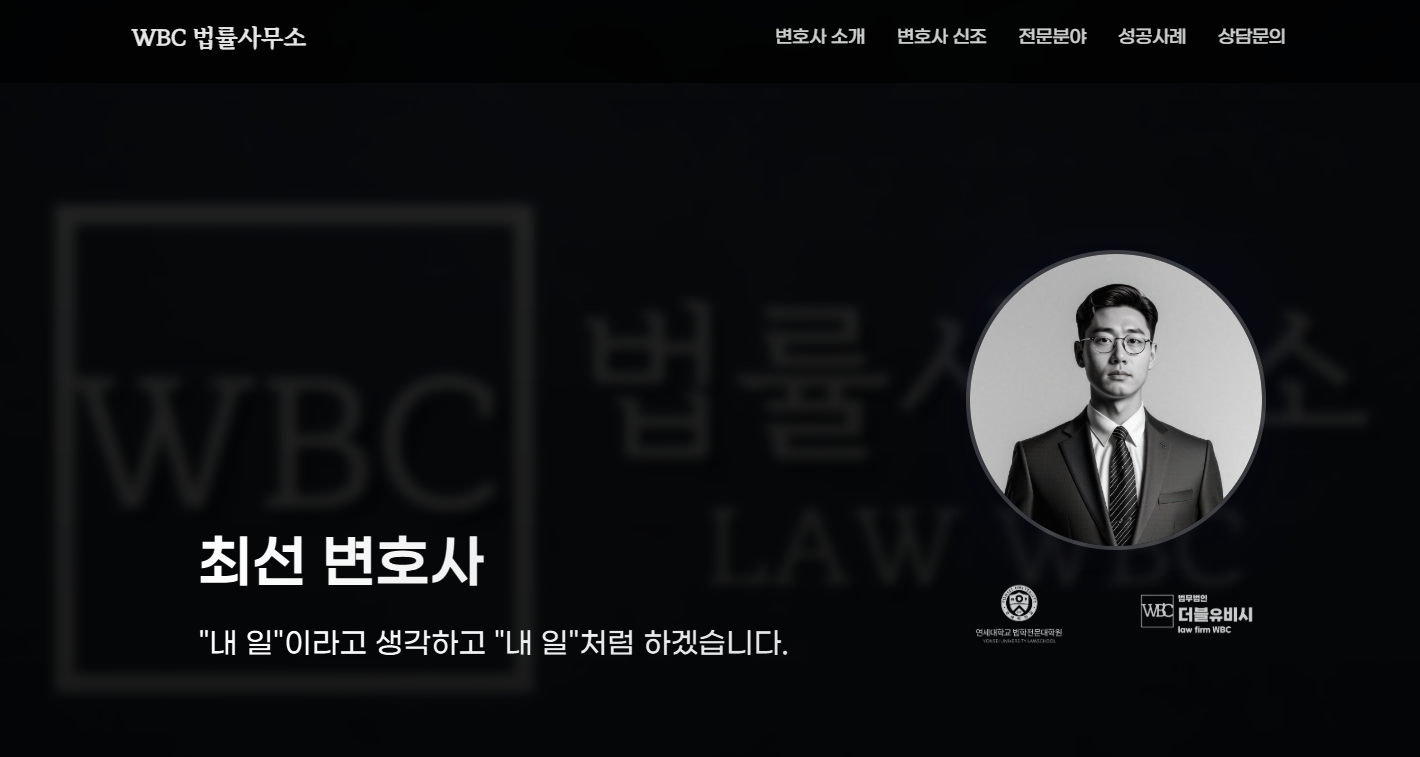 WBC 법률사무소
변호사 소개 변호사 신조 전문분야 성공사례 상담문의
WBC
법률사
소
LAW WBC
최선 변호사
"내 일"이라고 생각하고 "내 일"처럼 하겠습니다.
연세대학교 법학전문대학원
YONSEI UNIVERSITY LAW SCHOOL
WBC
법무법인
더블유비시
law firm WBC